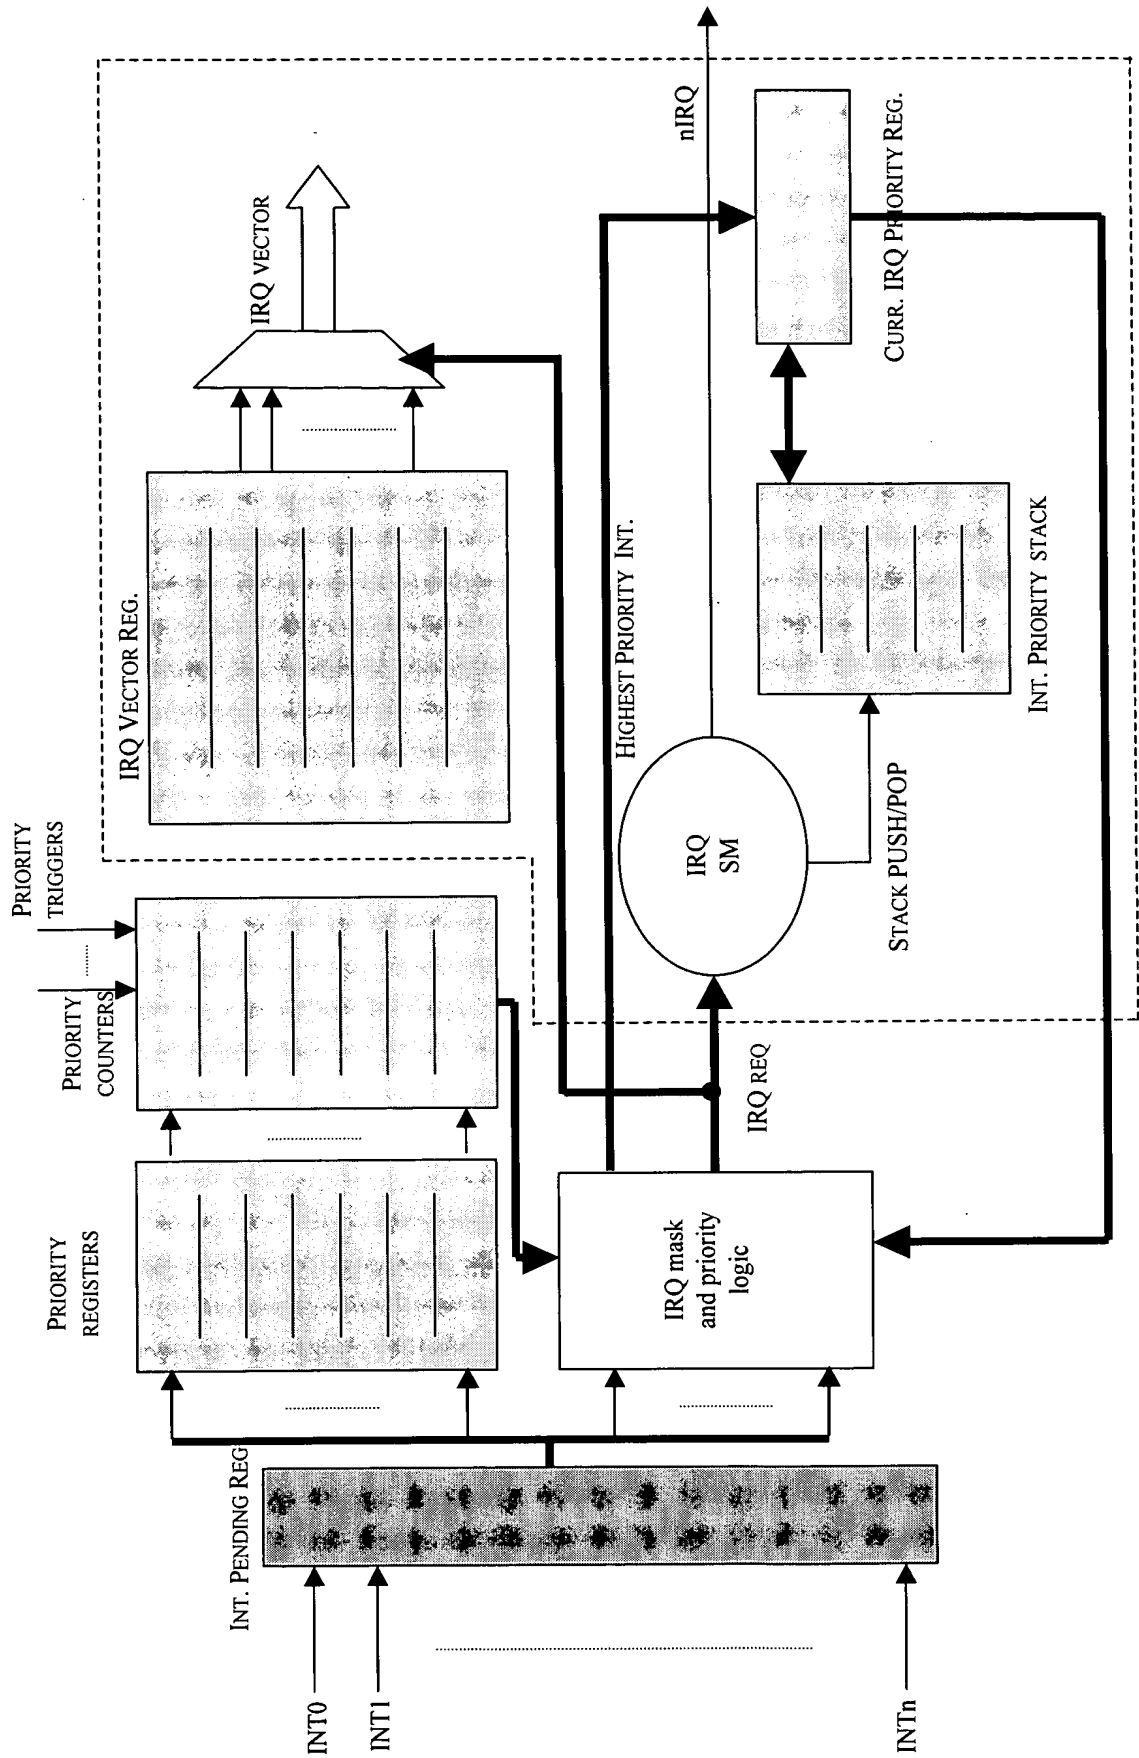 INT0
INT1
INTn
INT. PENDING REG
PRIORITY
REGISTERS
PRIORITY
COUNTERS
PRIORITY
TRIGGERS
IRQ mask
and priority
logic
IRQ REQ
IRQ
SM
STACK PUSH/POP
HIGHEST PRIORITY INT.
IRQ VECTOR REG.
IRQ VECTOR
INT. PRIORITY STACK
CURR. IRQ PRIORITY REG.
nIRQ